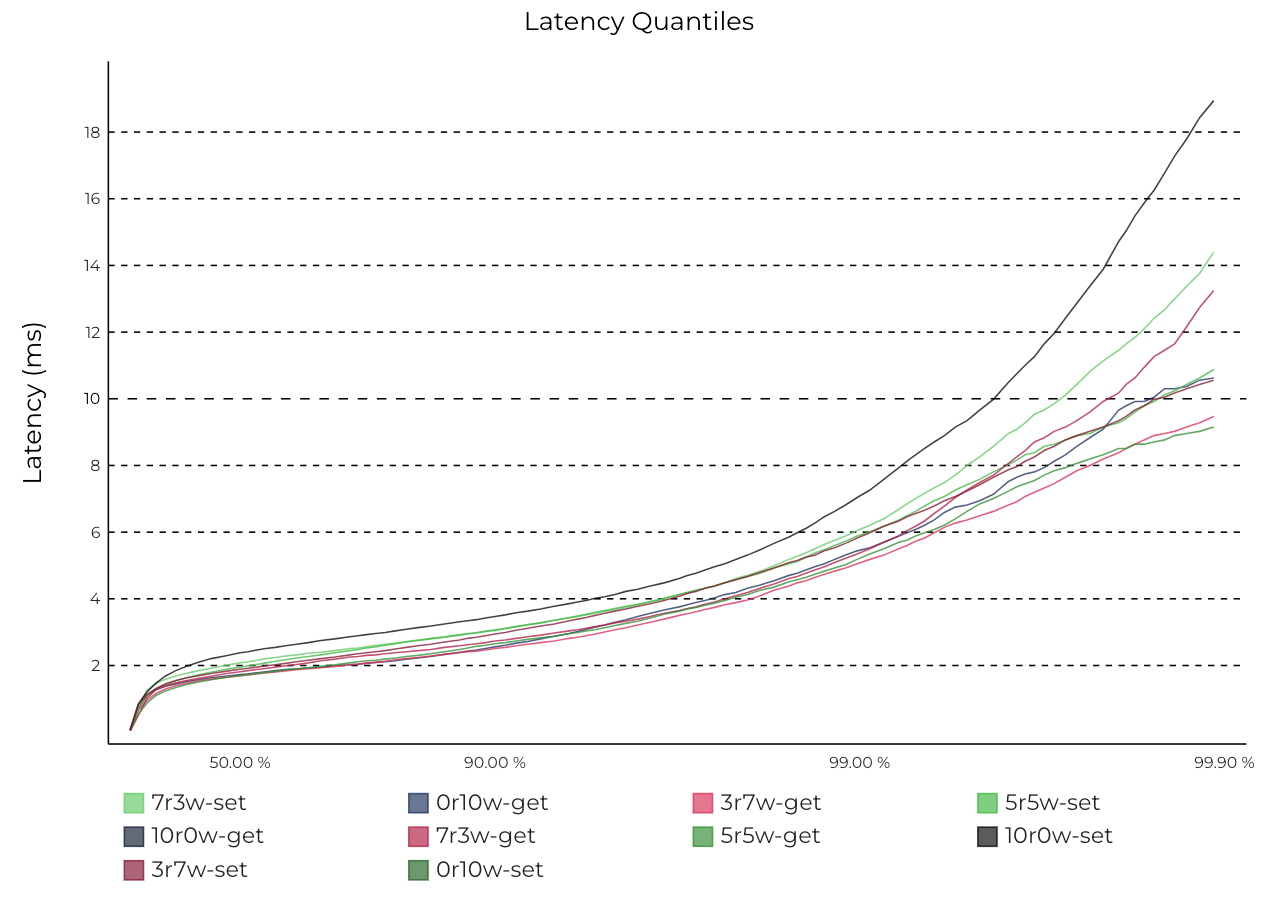 Latency Quantiles
Latency (ms)
18
16
14
12
10
8
6
4
2
50.00 % 90.00 % 99.00 % 99.90 %
7r3w-set 0r10w-get 3r7w-get 5r5w-set
10r0w-get 7r3w-get 5r5w-get 10r0w-set
3r7w-set 0r10w-set